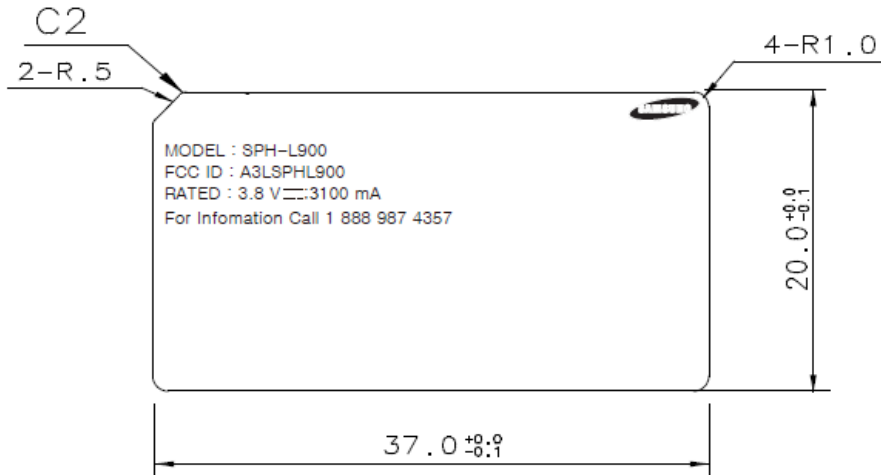 C2
2-R.5
4-R1.0
SAMSUNG
MODEL : SPH-L900
FCC ID : A3LSPHL900
RATED : 3.8 V⎓:3100 mA
For Infomation Call 1 888 987 4357
20.0 +0.0 -0.1
37.0 +0.0 -0.1